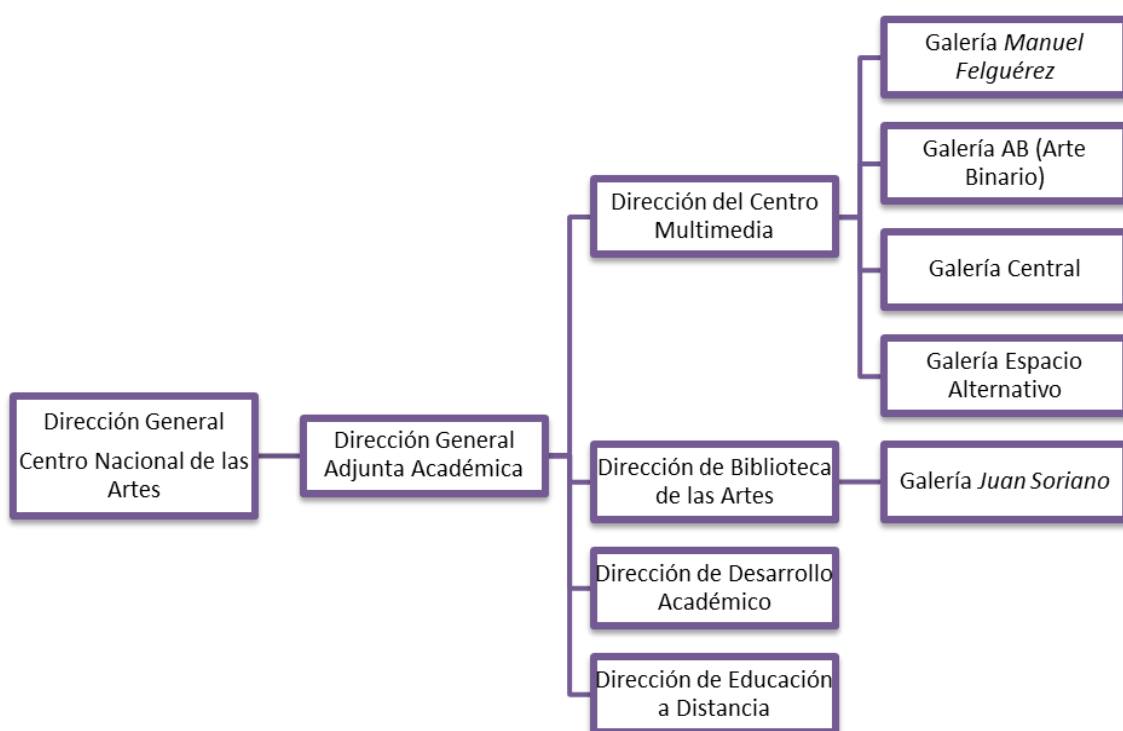 Dirección General
Centro Nacional de las
Artes
Dirección General
Adjunta Académica
Dirección del Centro
Multimedia
Galería Manuel
Felguérez
Galería AB (Arte
Binario)
Galería Central
Galería Espacio
Alternativo
Dirección de Biblioteca
de las Artes
Galería Juan Soriano
Dirección de Desarrollo
Académico
Dirección de Educación
a Distancia